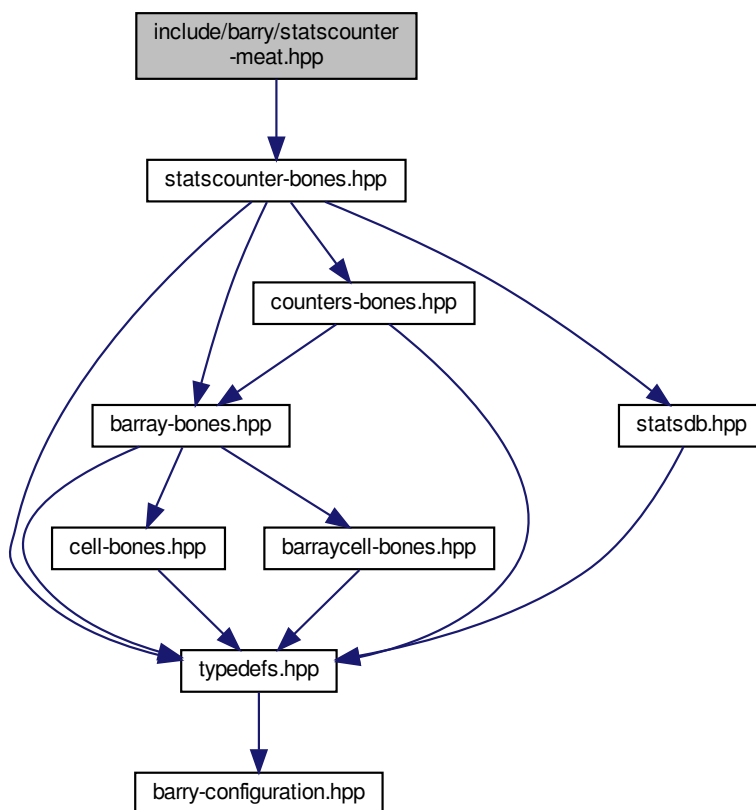 include/barry/statscounter
-meat.hpp
statscounter-bones.hpp
counters-bones.hpp
barray-bones.hpp
statsdb.hpp
cell-bones.hpp
barraycell-bones.hpp
typedefs.hpp
barry-configuration.hpp